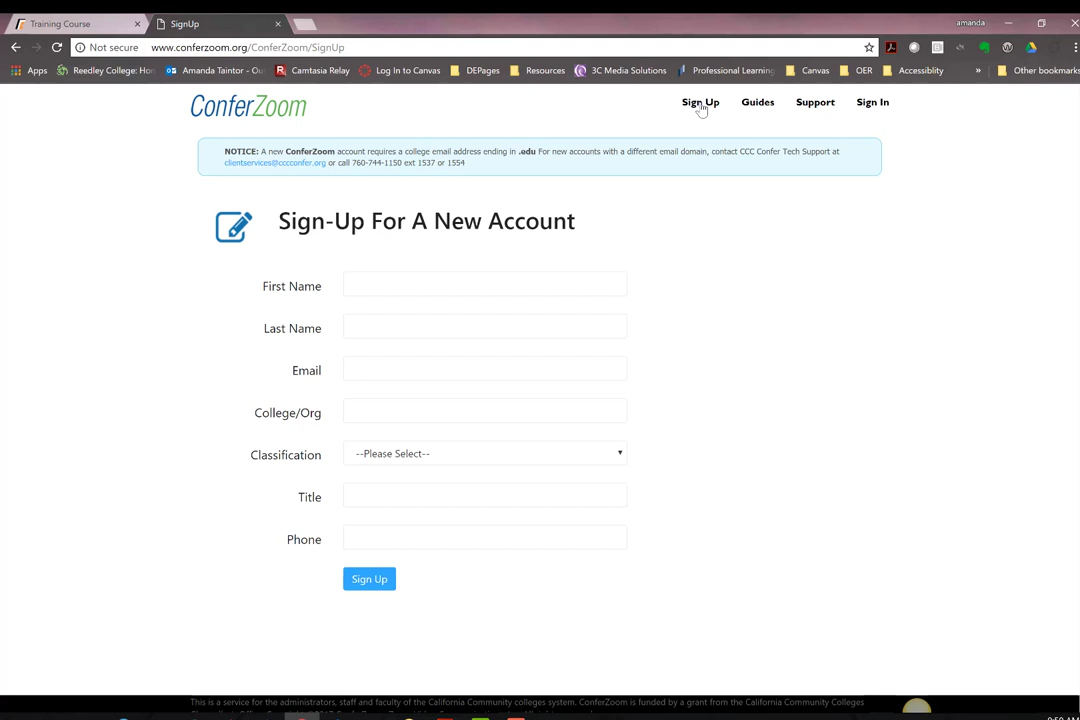 Training Course
SignUp
amanda
Not secure
www.conferzoom.org/ConferZoom/SignUp
Apps
Reedley College: Hom
Amanda Taintor - Ou
Camtasia Relay
Log In to Canvas
DEPages
Resources
3C Media Solutions
Professional Learning
Canvas
OER
Accessiblity
»
Other bookmarks
ConferZoom
Sign Up
Guides
Support
Sign In
NOTICE: A new ConferZoom account requires a college email address ending in .edu For new accounts with a different email domain, contact CCC Confer Tech Support at
clientservices@cccconfer.org or call 760-744-1150 ext 1537 or 1554
Sign-Up For A New Account
First Name
Last Name
Email
College/Org
Classification
--Please Select--
Title
Phone
Sign Up
This is a service for the administrators, staff and faculty of the California Community colleges system. ConferZoom is funded by a grant from the California Community Colleges